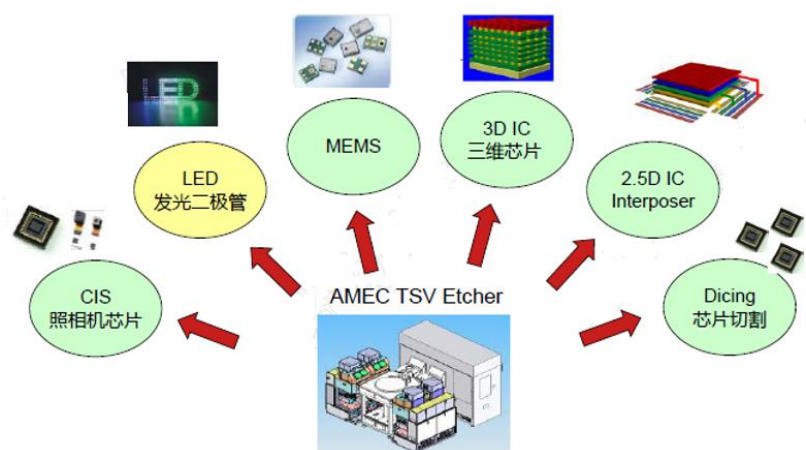 LED
MEMS
3D IC
三维芯片
LED
发光二极管
2.5D IC
Interposer
CIS
照相机芯片
AMEC TSV Etcher
Dicing
芯片切割